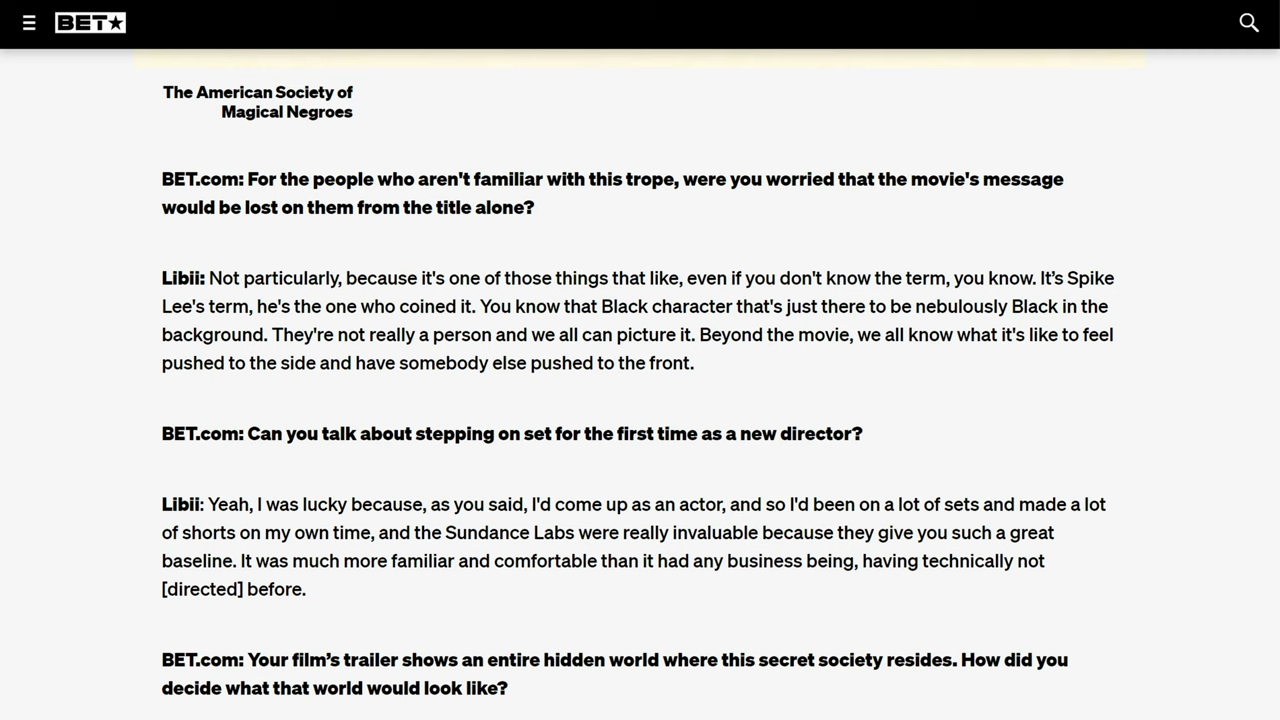 BET★
The American Society of
Magical Negroes
BET.com: For the people who aren't familiar with this trope, were you worried that the movie's message
would be lost on them from the title alone?
Libii: Not particularly, because it's one of those things that like, even if you don't know the term, you know. It’s Spike
Lee's term, he's the one who coined it. You know that Black character that's just there to be nebulously Black in the
background. They're not really a person and we all can picture it. Beyond the movie, we all know what it's like to feel
pushed to the side and have somebody else pushed to the front.
BET.com: Can you talk about stepping on set for the first time as a new director?
Libii: Yeah, I was lucky because, as you said, I'd come up as an actor, and so I'd been on a lot of sets and made a lot
of shorts on my own time, and the Sundance Labs were really invaluable because they give you such a great
baseline. It was much more familiar and comfortable than it had any business being, having technically not
[directed] before.
BET.com: Your film’s trailer shows an entire hidden world where this secret society resides. How did you
decide what that world would look like?